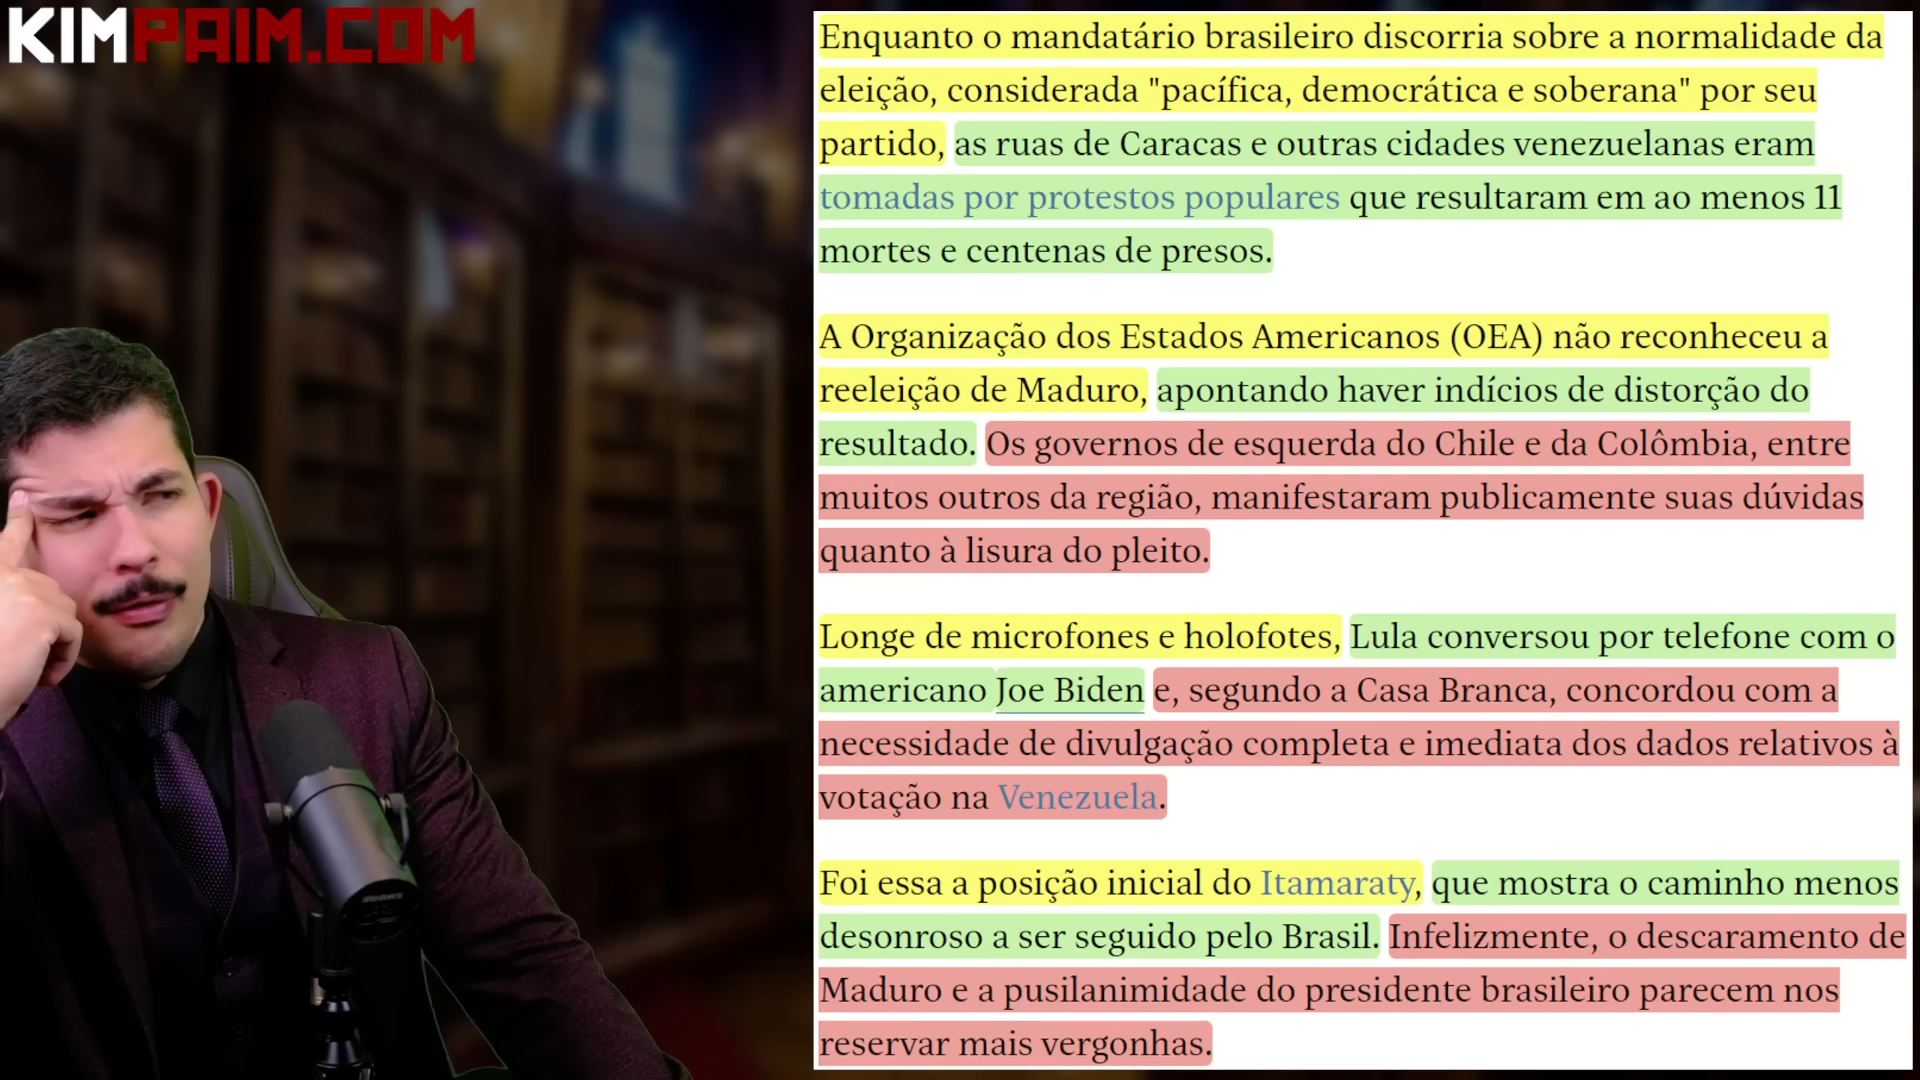 KIMPAIM.COM
Enquanto o mandatário brasileiro discorria sobre a normalidade da
eleição, considerada "pacífica, democrática e soberana" por seu
partido, as ruas de Caracas e outras cidades venezuelanas eram
tomadas por protestos populares que resultaram em ao menos 11
mortes e centenas de presos.
A Organização dos Estados Americanos (OEA) não reconheceu a
reeleição de Maduro, apontando haver indícios de distorção do
resultado. Os governos de esquerda do Chile e da Colômbia, entre
muitos outros da região, manifestaram publicamente suas dúvidas
quanto à lisura do pleito.
Longe de microfones e holofotes, Lula conversou por telefone com o
americano Joe Biden e, segundo a Casa Branca, concordou com a
necessidade de divulgação completa e imediata dos dados relativos à
votação na Venezuela.
Foi essa a posição inicial do Itamaraty, que mostra o caminho menos
desonroso a ser seguido pelo Brasil. Infelizmente, o descaramento de
Maduro e a pusilanimidade do presidente brasileiro parecem nos
reservar mais vergonhas.